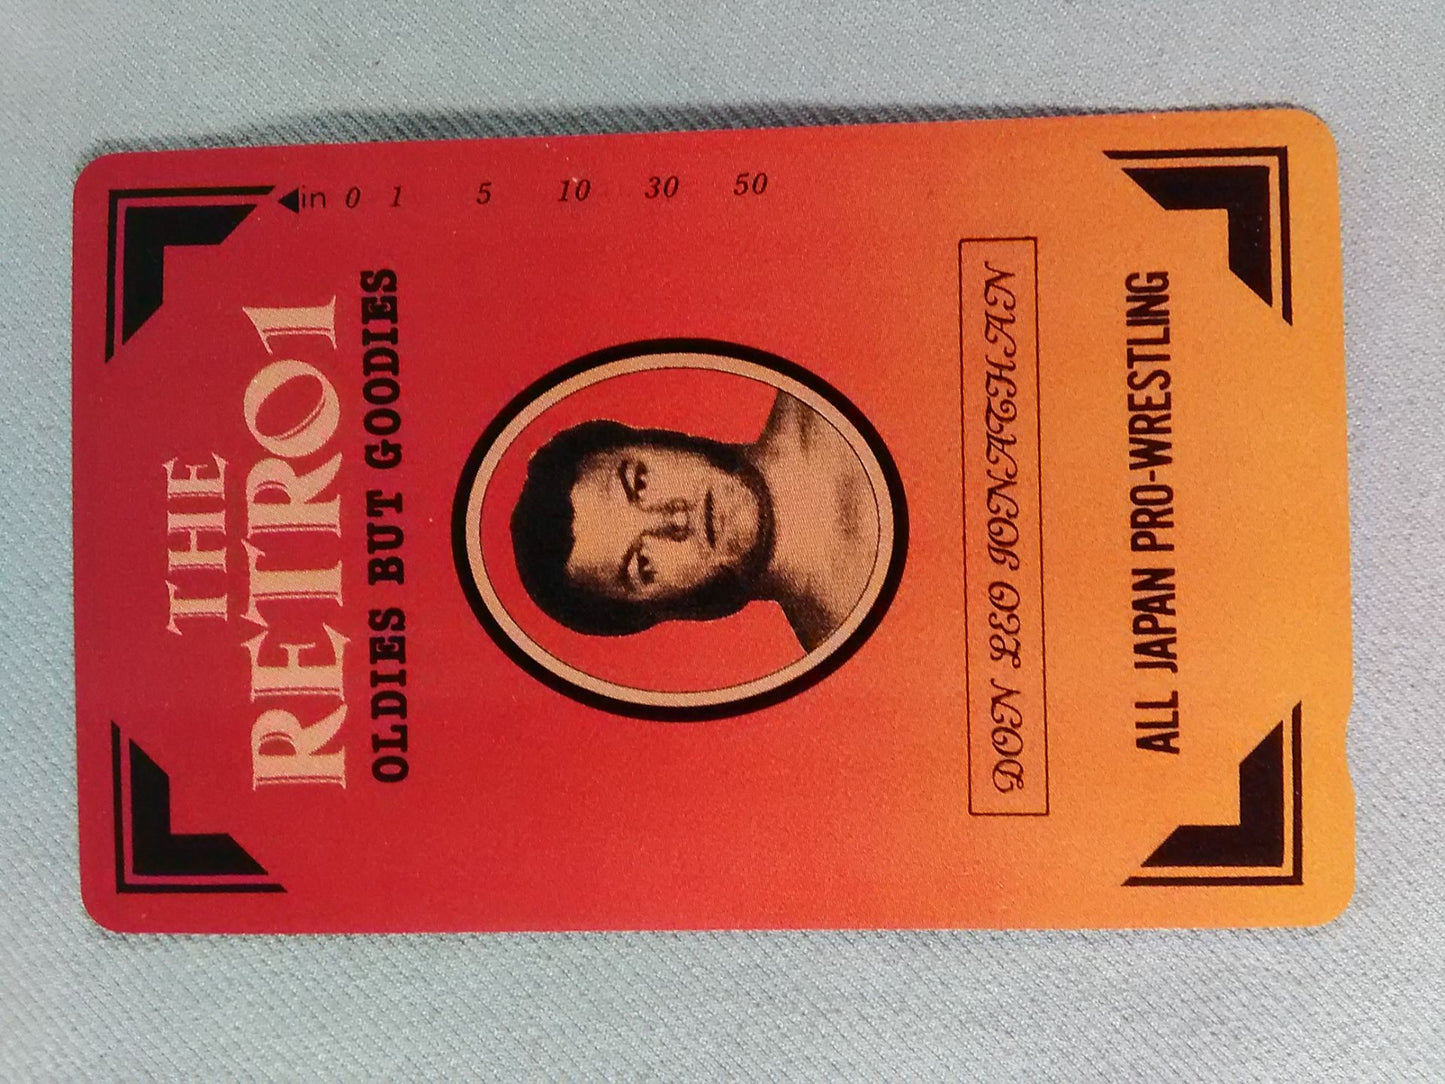 THE
RETRO1
OLDIES BUT GOODIES
DON LEO JONATHAN
ALL JAPAN PRO-WRESTLING
◀in 0 1 5 10 30 50